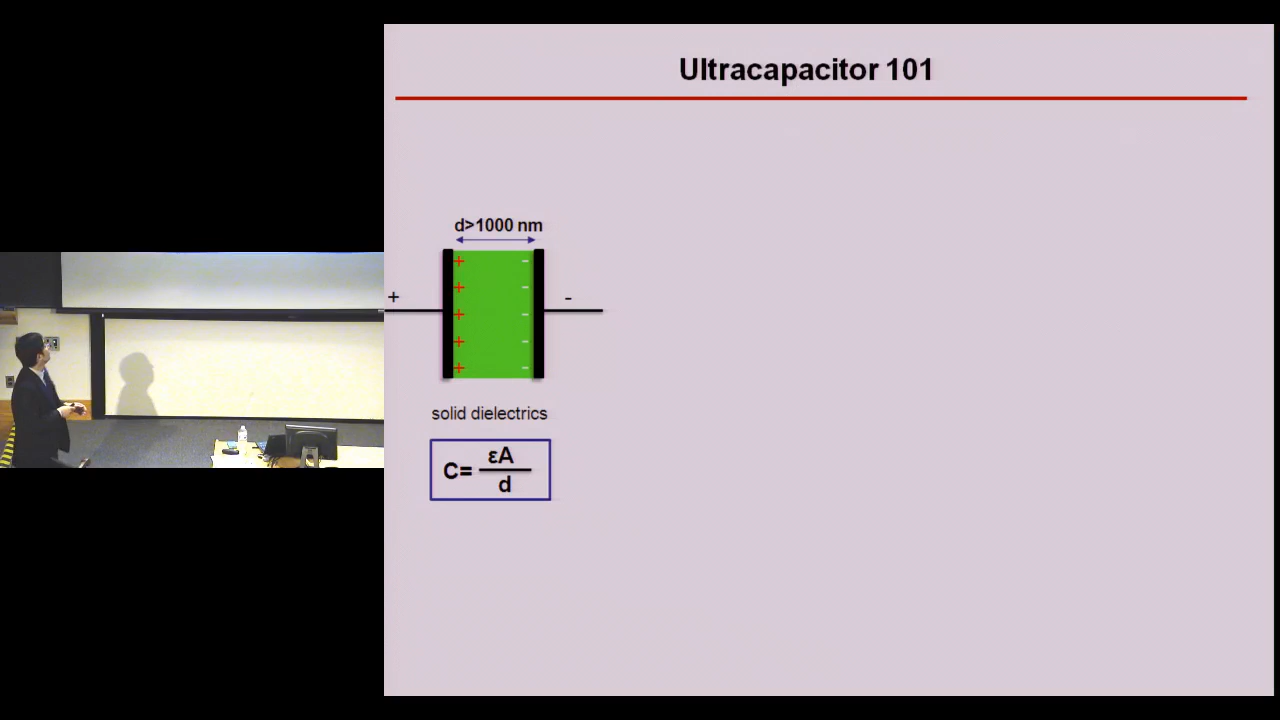 Ultracapacitor 101
d>1000 nm
+ -
+ -
+ -
+ -
+ -
+ -
solid dielectrics
C= εA
d